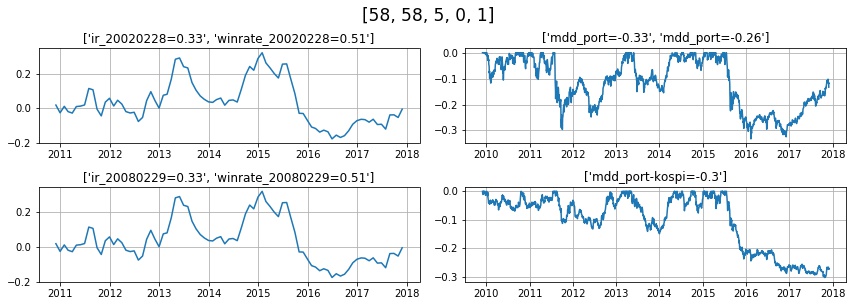 [58, 58, 5, 0, 1]
['ir_20020228=0.33', 'winrate_20020228=0.51']
0.2
0.0
-0.2
2011 2012 2013 2014 2015 2016 2017 2018
['mdd_port=-0.33', 'mdd_port=-0.26']
0.0
-0.1
-0.2
-0.3
2010 2011 2012 2013 2014 2015 2016 2017 2018
['ir_20080229=0.33', 'winrate_20080229=0.51']
0.2
0.0
-0.2
2011 2012 2013 2014 2015 2016 2017 2018
['mdd_port-kospi=-0.3']
0.0
-0.1
-0.2
-0.3
2010 2011 2012 2013 2014 2015 2016 2017 2018